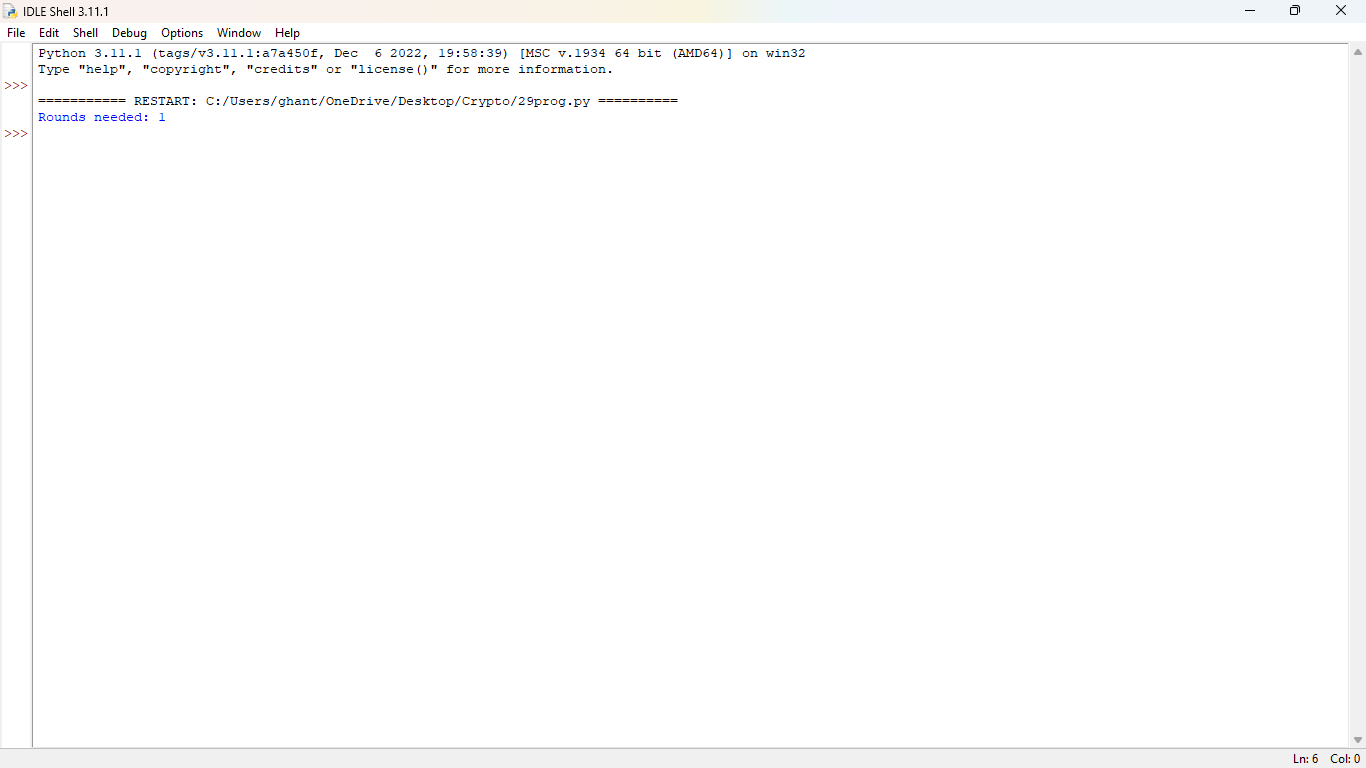 IDLE Shell 3.11.1
File Edit Shell Debug Options Window Help
Python 3.11.1 (tags/v3.11.1:a7a450f, Dec  6 2022, 19:58:39) [MSC v.1934 64 bit (AMD64)] on win32
Type "help", "copyright", "credits" or "license()" for more information.
>>>
=========== RESTART: C:/Users/ghant/OneDrive/Desktop/Crypto/29prog.py ==========
Rounds needed: 1
>>>
Ln: 6 Col: 0